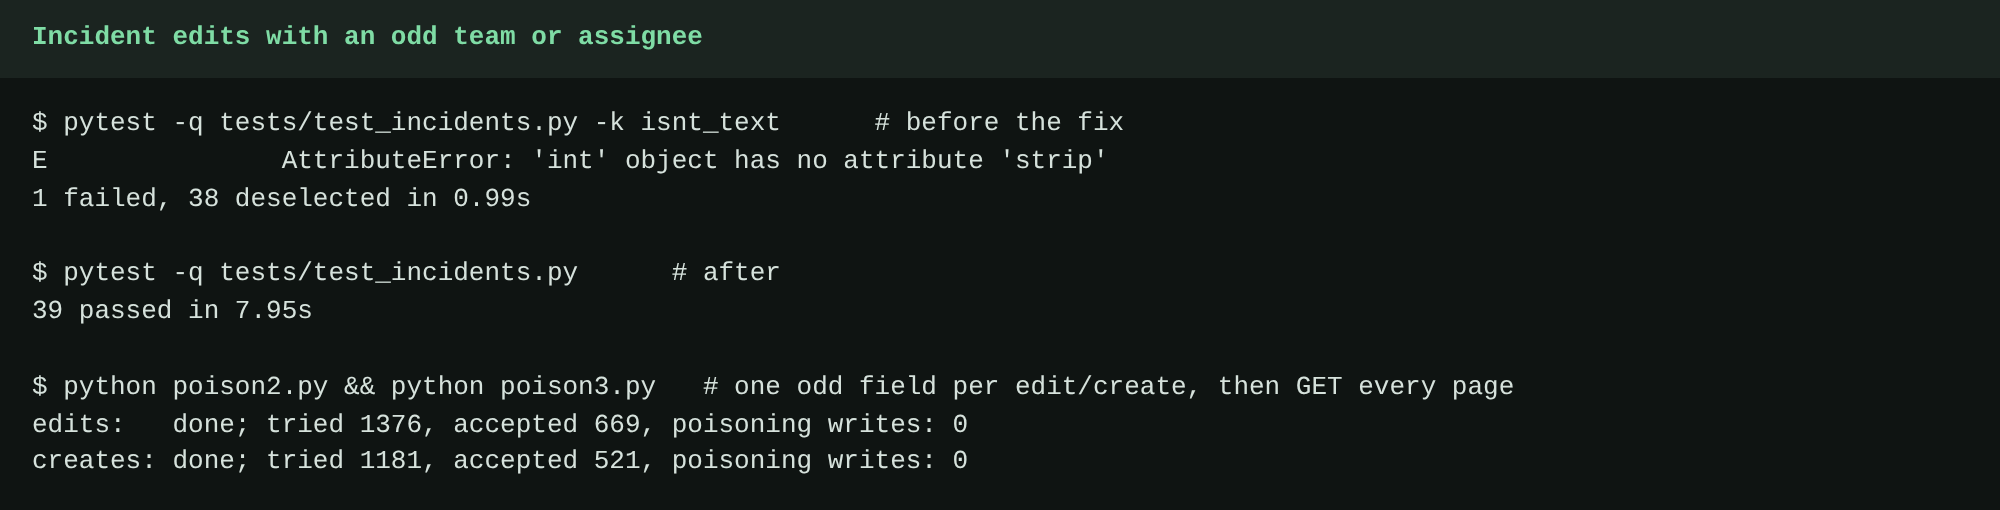 Incident edits with an odd team or assignee
$ pytest -q tests/test_incidents.py -k isnt_text      # before the fix
E               AttributeError: 'int' object has no attribute 'strip'
1 failed, 38 deselected in 0.99s
$ pytest -q tests/test_incidents.py      # after
39 passed in 7.95s
$ python poison2.py && python poison3.py   # one odd field per edit/create, then GET every page
edits:   done; tried 1376, accepted 669, poisoning writes: 0
creates: done; tried 1181, accepted 521, poisoning writes: 0